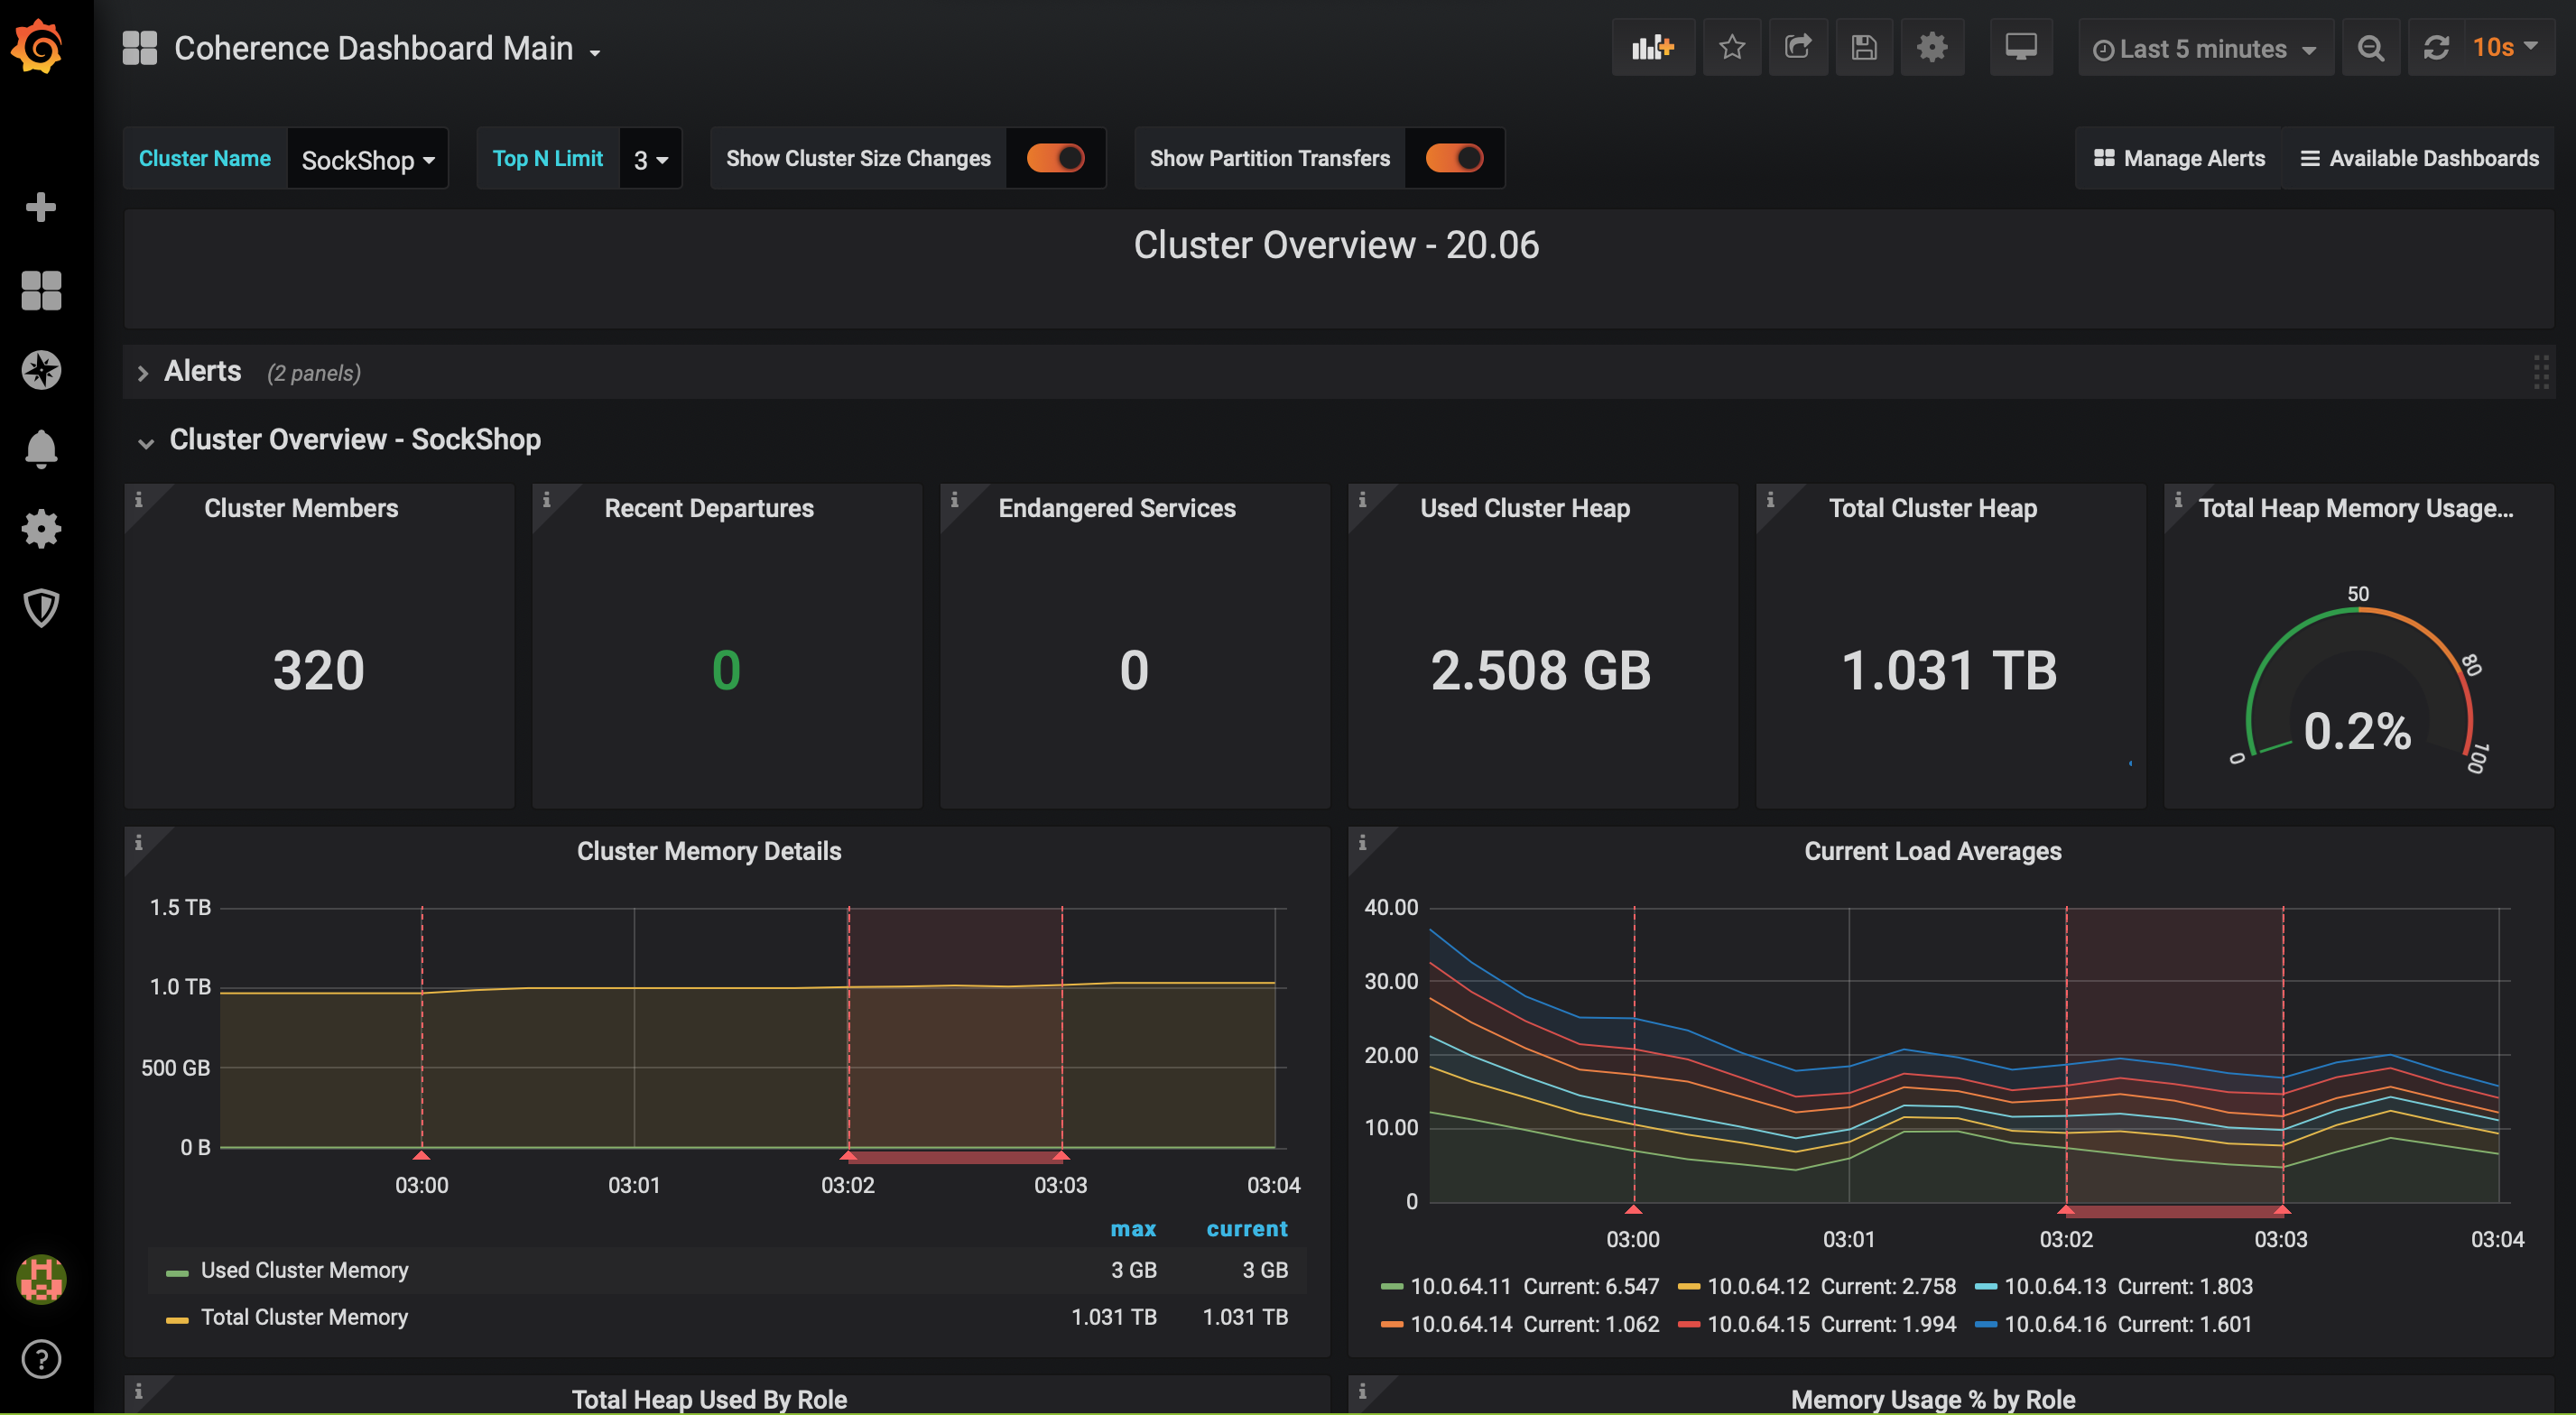 Coherence Dashboard Main
Last 5 minutes
10s
Cluster Name SockShop
Top N Limit 3
Show Cluster Size Changes
Show Partition Transfers
Manage Alerts
Available Dashboards
Cluster Overview - 20.06
Alerts (2 panels)
Cluster Overview - SockShop
Cluster Members
320
Recent Departures
0
Endangered Services
0
Used Cluster Heap
2.508 GB
Total Cluster Heap
1.031 TB
Total Heap Memory Usage...
50
80
0
100
0.2%
Cluster Memory Details
1.5 TB
1.0 TB
500 GB
0 B
03:00 03:01 03:02 03:03 03:04
max current
Used Cluster Memory 3 GB 3 GB
Total Cluster Memory 1.031 TB 1.031 TB
Current Load Averages
40.00
30.00
20.00
10.00
0
03:00 03:01 03:02 03:03 03:04
10.0.64.11 Current: 6.547 10.0.64.12 Current: 2.758 10.0.64.13 Current: 1.803
10.0.64.14 Current: 1.062 10.0.64.15 Current: 1.994 10.0.64.16 Current: 1.601
Total Heap Used By Role
Memory Usage % by Role